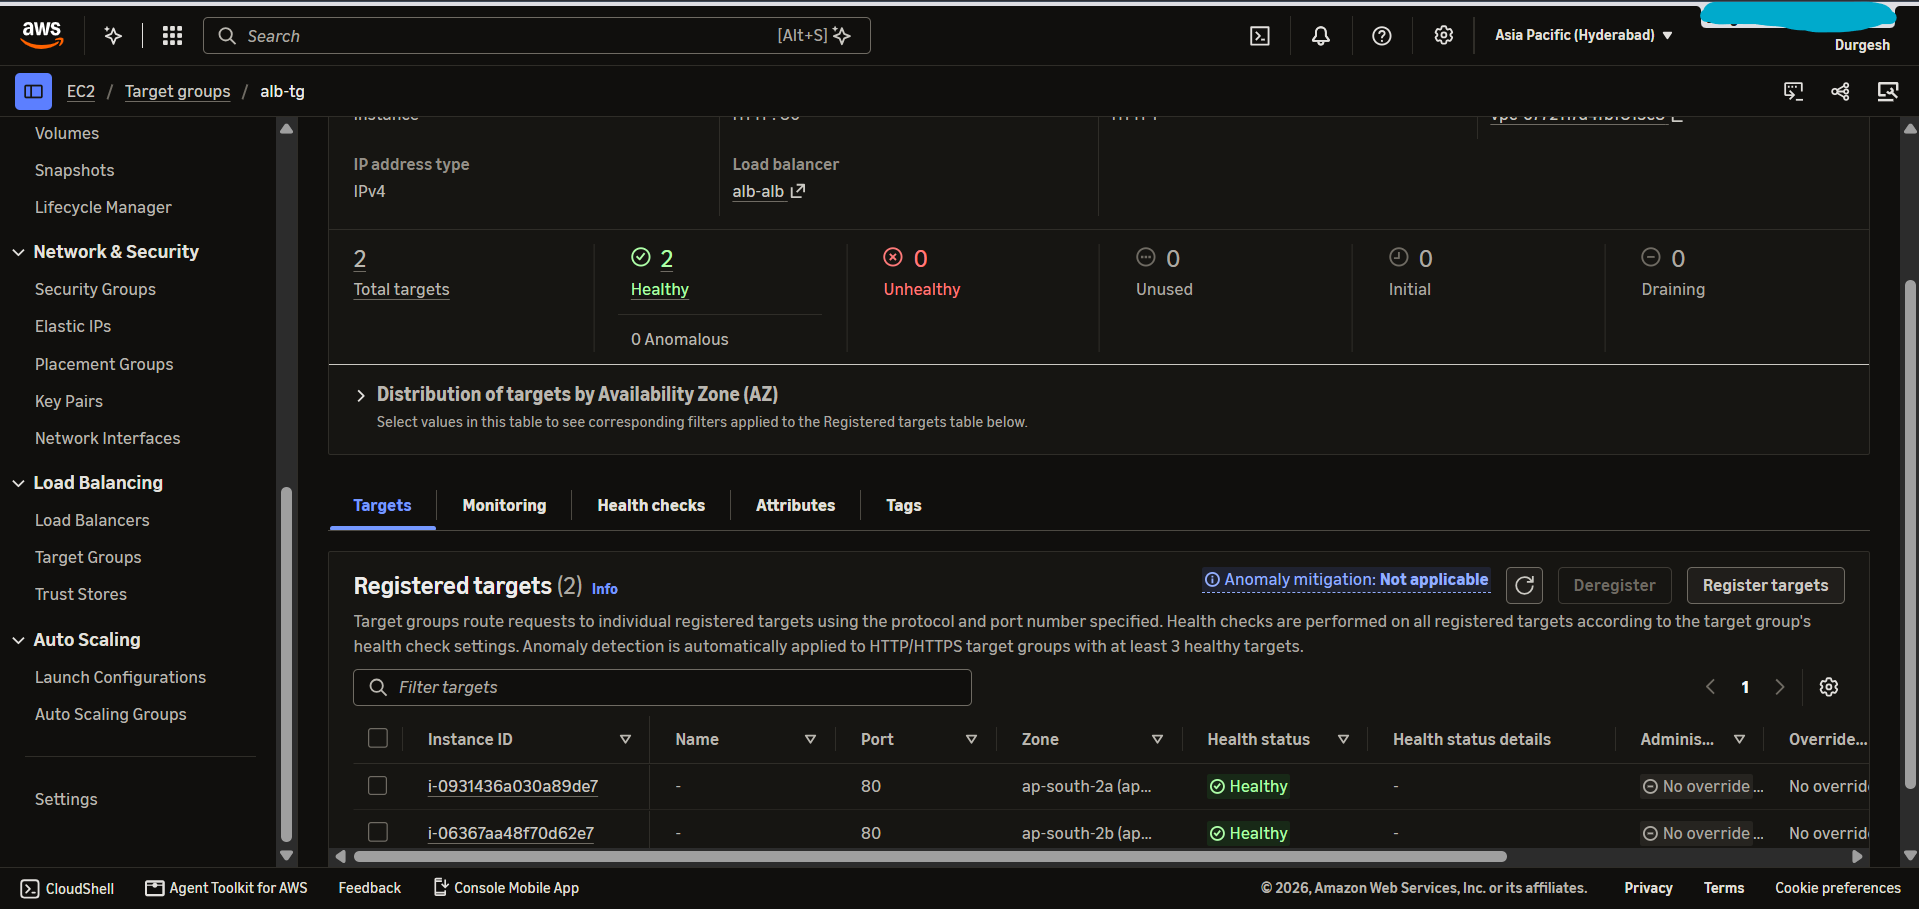 aws
Search
[Alt+S]
Asia Pacific (Hyderabad)
Durgesh
EC2 / Target groups / alb-tg
Volumes
Snapshots
Lifecycle Manager
Network & Security
Security Groups
Elastic IPs
Placement Groups
Key Pairs
Network Interfaces
Load Balancing
Load Balancers
Target Groups
Trust Stores
Auto Scaling
Launch Configurations
Auto Scaling Groups
Settings
IP address type
IPv4
Load balancer
alb-alb
2
Total targets
2
Healthy
0 Anomalous
0
Unhealthy
0
Unused
0
Initial
0
Draining
Distribution of targets by Availability Zone (AZ)
Select values in this table to see corresponding filters applied to the Registered targets table below.
Targets Monitoring Health checks Attributes Tags
Registered targets (2) Info
Anomaly mitigation: Not applicable
Deregister
Register targets
Target groups route requests to individual registered targets using the protocol and port number specified. Health checks are performed on all registered targets according to the target group's
health check settings. Anomaly detection is automatically applied to HTTP/HTTPS target groups with at least 3 healthy targets.
Filter targets
1
Instance ID Name Port Zone Health status Health status details Adminis... Override...
i-0931436a030a89de7 - 80 ap-south-2a (ap... Healthy - No override ... No overrid
i-06367aa48f70d62e7 - 80 ap-south-2b (ap... Healthy - No override ... No overrid
CloudShell Agent Toolkit for AWS Feedback Console Mobile App © 2026, Amazon Web Services, Inc. or its affiliates. Privacy Terms Cookie preferences